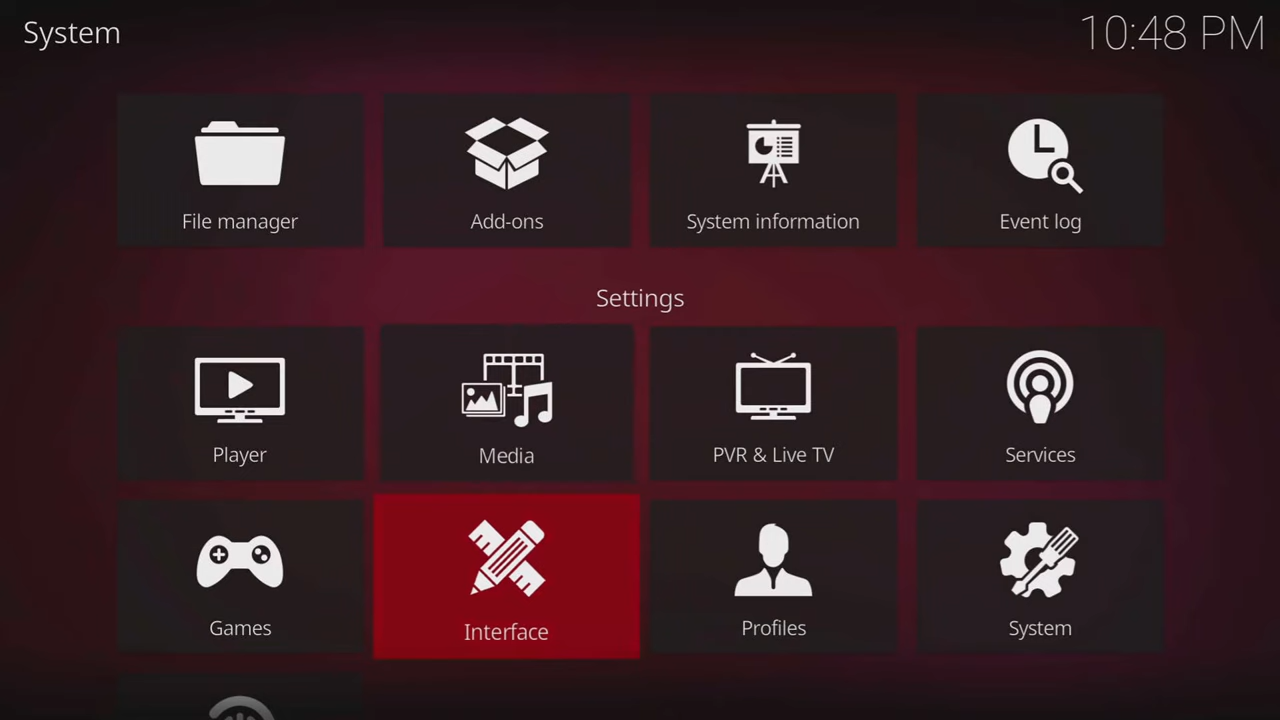 System
10:48 PM
File manager
Add-ons
System information
Event log
Settings
Player
Media
PVR & Live TV
Services
Games
Interface
Profiles
System